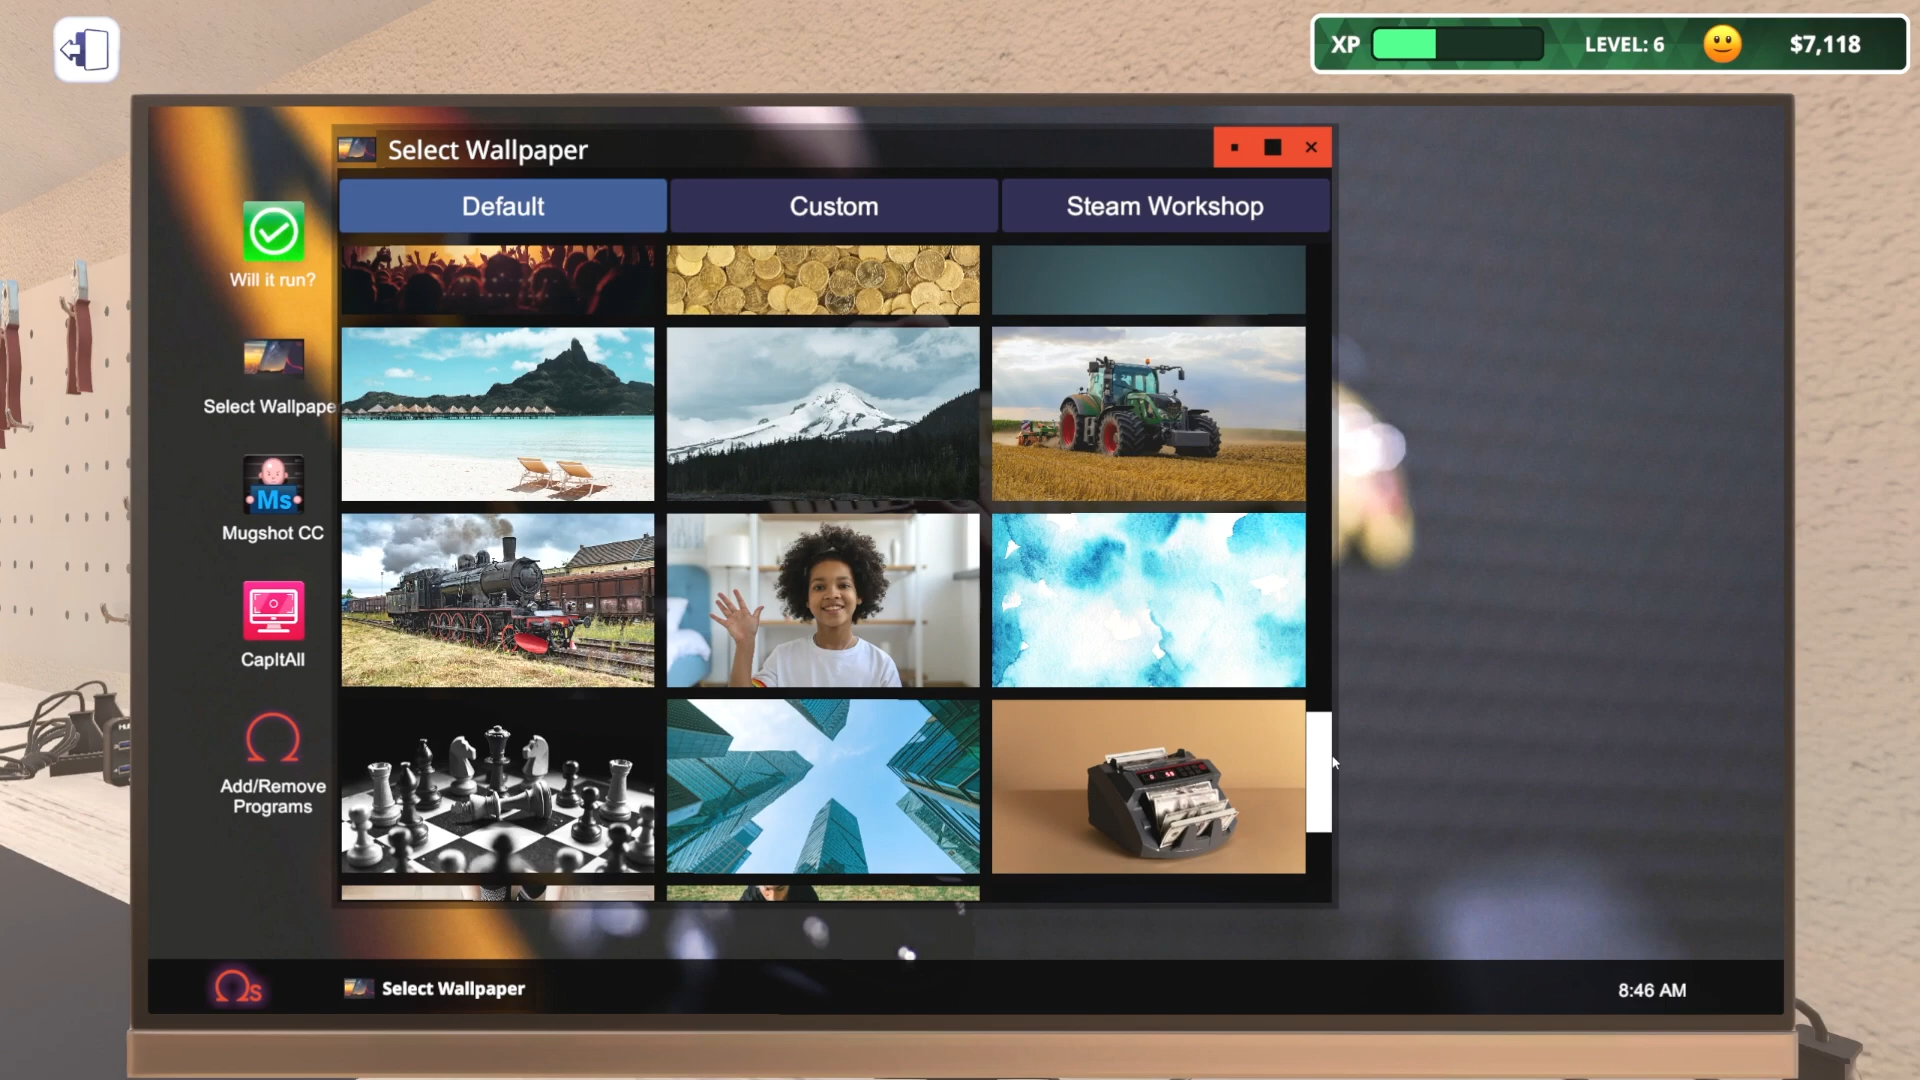 XP
LEVEL: 6
$7,118
Select Wallpaper
Default
Custom
Steam Workshop
Will it run?
Select Wallpape
Ms
Mugshot CC
CapItAll
Add/Remove
Programs
Ωs
Select Wallpaper
8:46 AM